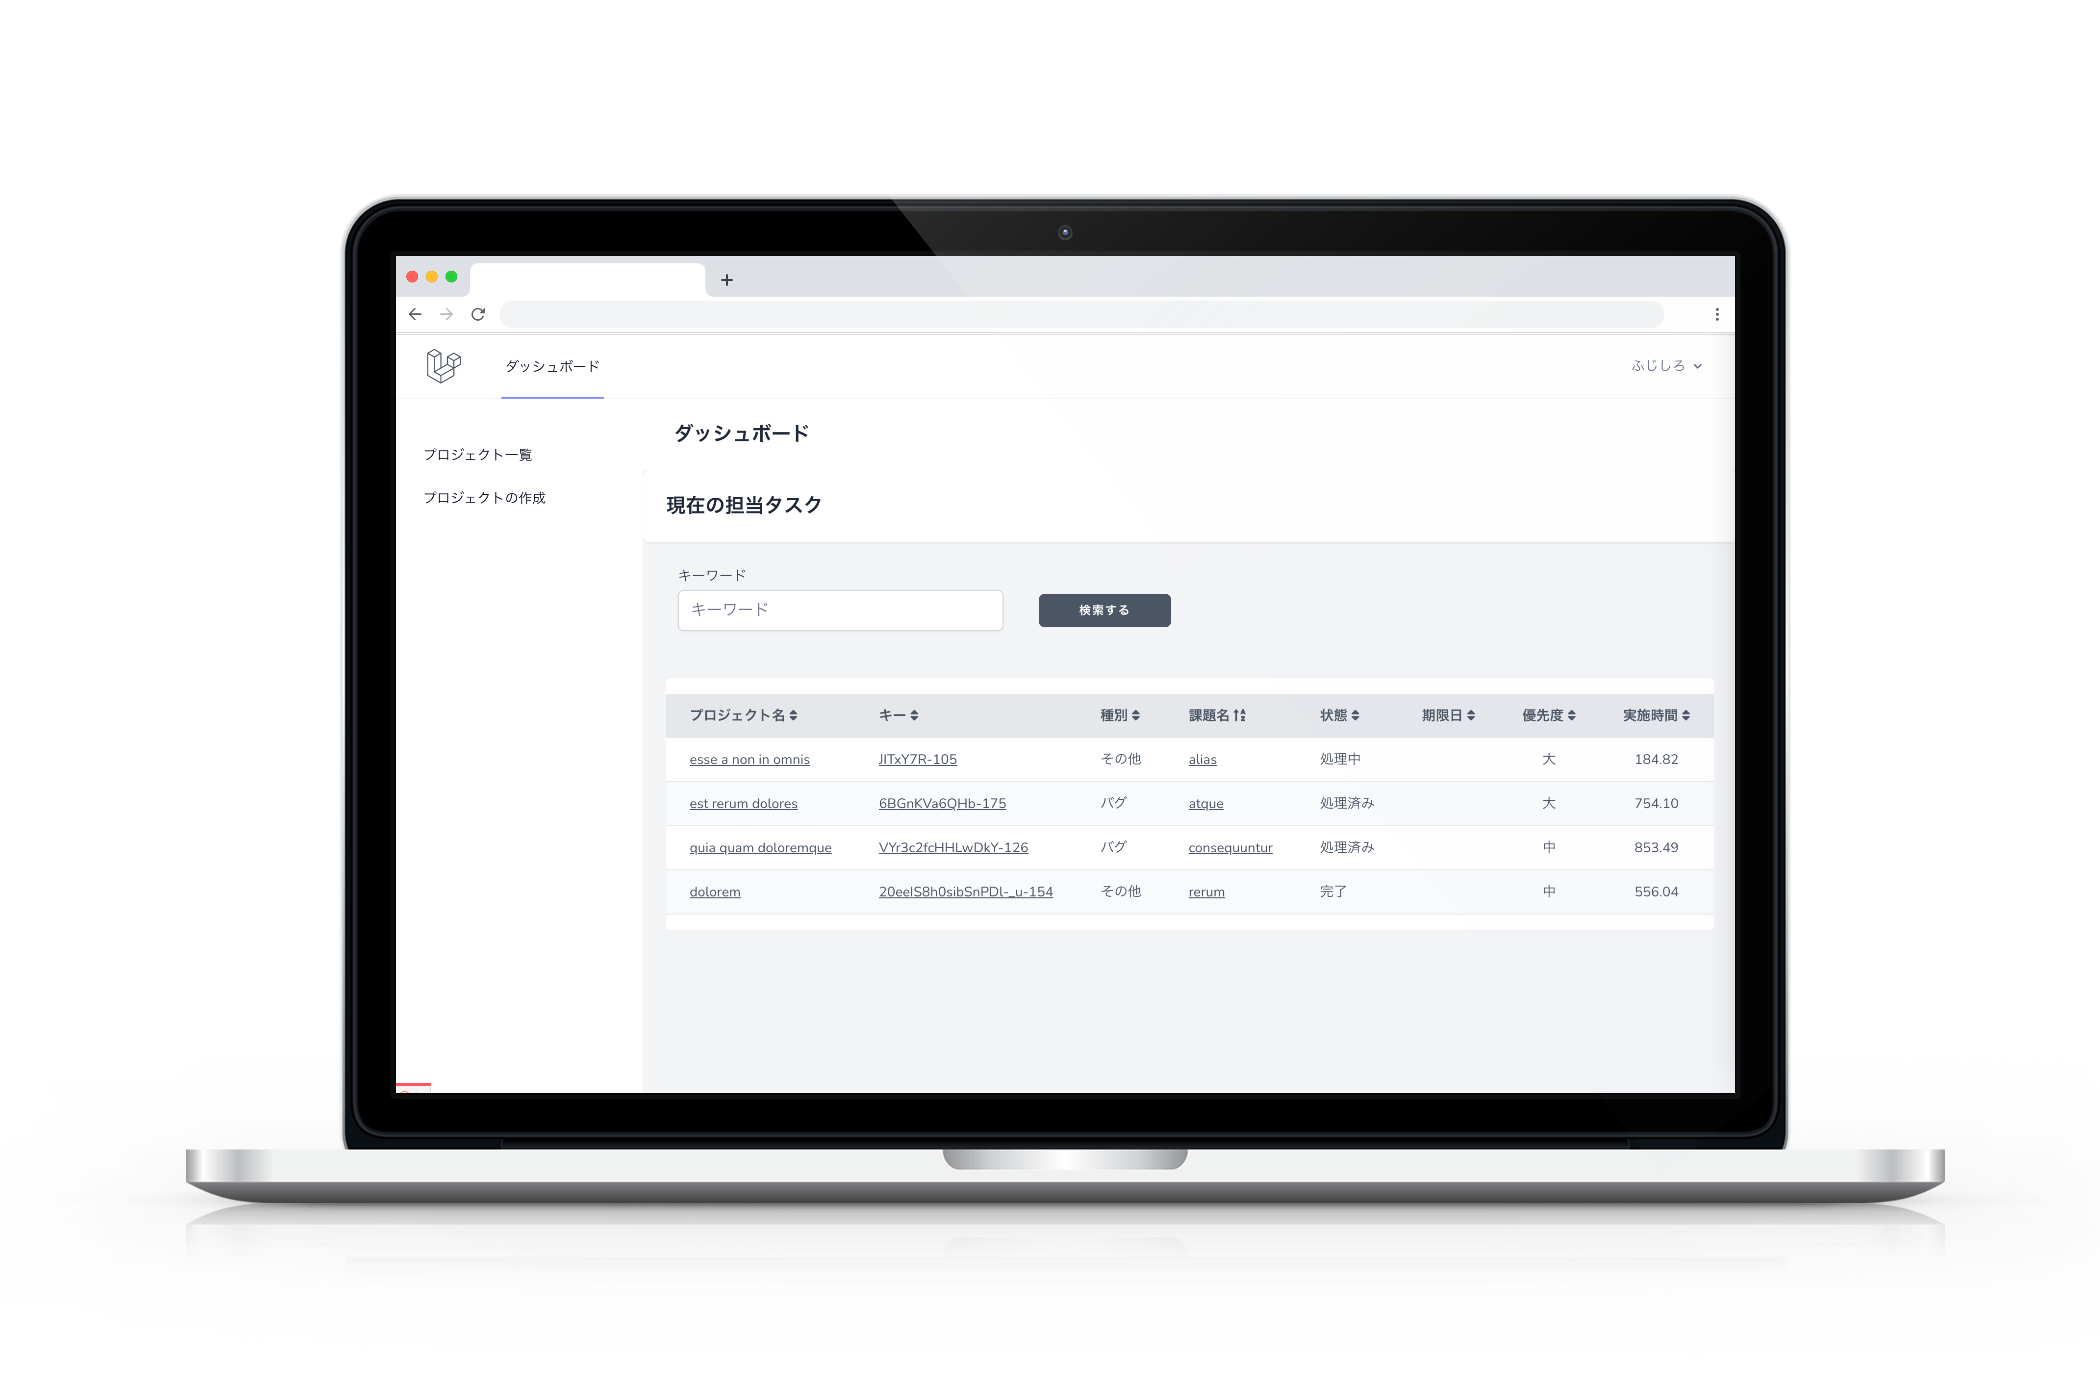 ダッシュボード ふじしろ
プロジェクト一覧
プロジェクトの作成
ダッシュボード
現在の担当タスク
キーワード
キーワード 検索する
プロジェクト名 キー 種別 課題名 状態 期限日 優先度 実施時間
esse a non in omnis JITxY7R-105 その他 alias 処理中 大 184.82
est rerum dolores 6BGnKVa6QHb-175 バグ atque 処理済み 大 754.10
quia quam doloremque VYr3c2fcHHLwDkY-126 バグ consequuntur 処理済み 中 853.49
dolorem 20eeIS8h0sibSnPDl-_u-154 その他 rerum 完了 中 556.04